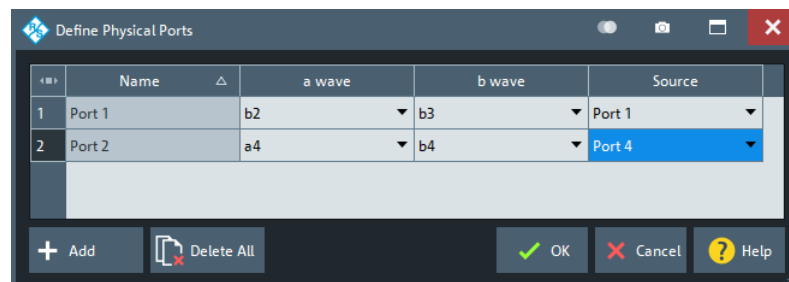 R&S Define Physical Ports
Name a wave b wave Source
1 Port 1 b2 b3 Port 1
2 Port 2 a4 b4 Port 4
+ Add Delete All OK Cancel ? Help